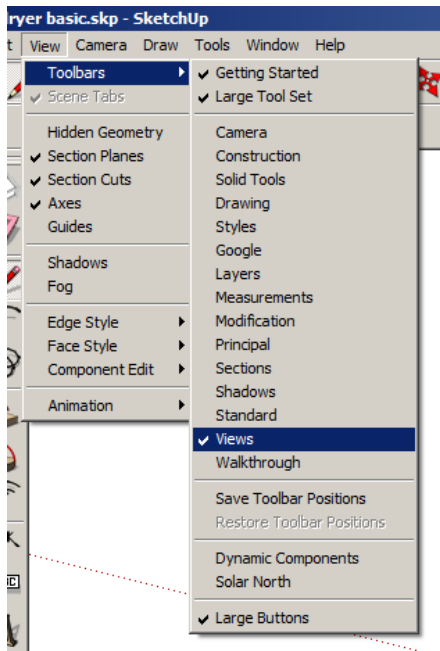 ryer basic.skp - SketchUp
t View Camera Draw Tools Window Help
Toolbars
Scene Tabs
Hidden Geometry
Section Planes
Section Cuts
Axes
Guides
Shadows
Fog
Edge Style
Face Style
Component Edit
Animation
Getting Started
Large Tool Set
Camera
Construction
Solid Tools
Drawing
Styles
Google
Layers
Measurements
Modification
Principal
Sections
Shadows
Standard
Views
Walkthrough
Save Toolbar Positions
Restore Toolbar Positions
Dynamic Components
Solar North
Large Buttons